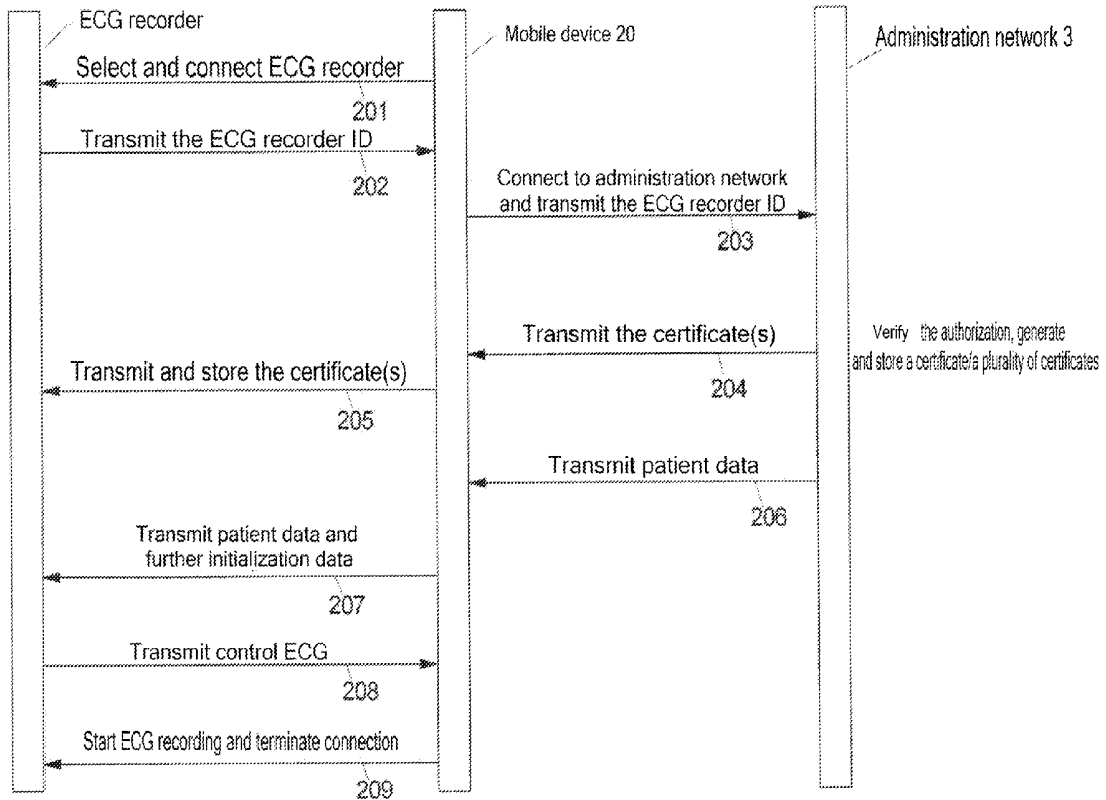 ECG recorder
Mobile device 20
Administration network 3
Select and connect ECG recorder
201
Transmit the ECG recorder ID
202
Connect to administration network
and transmit the ECG recorder ID
203
Transmit the certificate(s)
204
Verify the authorization, generate
and store a certificate/a plurality of certificates
Transmit and store the certificate(s)
205
Transmit patient data
206
Transmit patient data and
further initialization data
207
Transmit control ECG
208
Start ECG recording and terminate connection
209